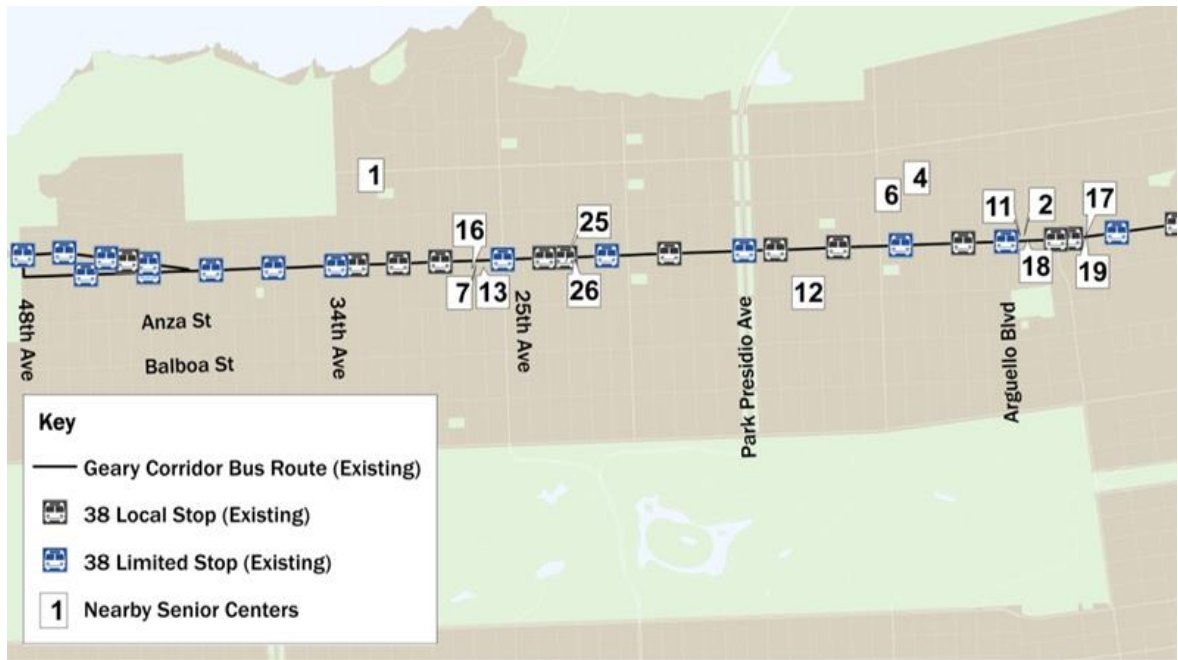 1
4
6
25
16
11
2
17
7
13
26
12
18
19
48th Ave
34th Ave
25th Ave
Park Presidio Ave
Arguello Blvd
Anza St
Balboa St
Key
Geary Corridor Bus Route (Existing)
38 Local Stop (Existing)
38 Limited Stop (Existing)
1 Nearby Senior Centers